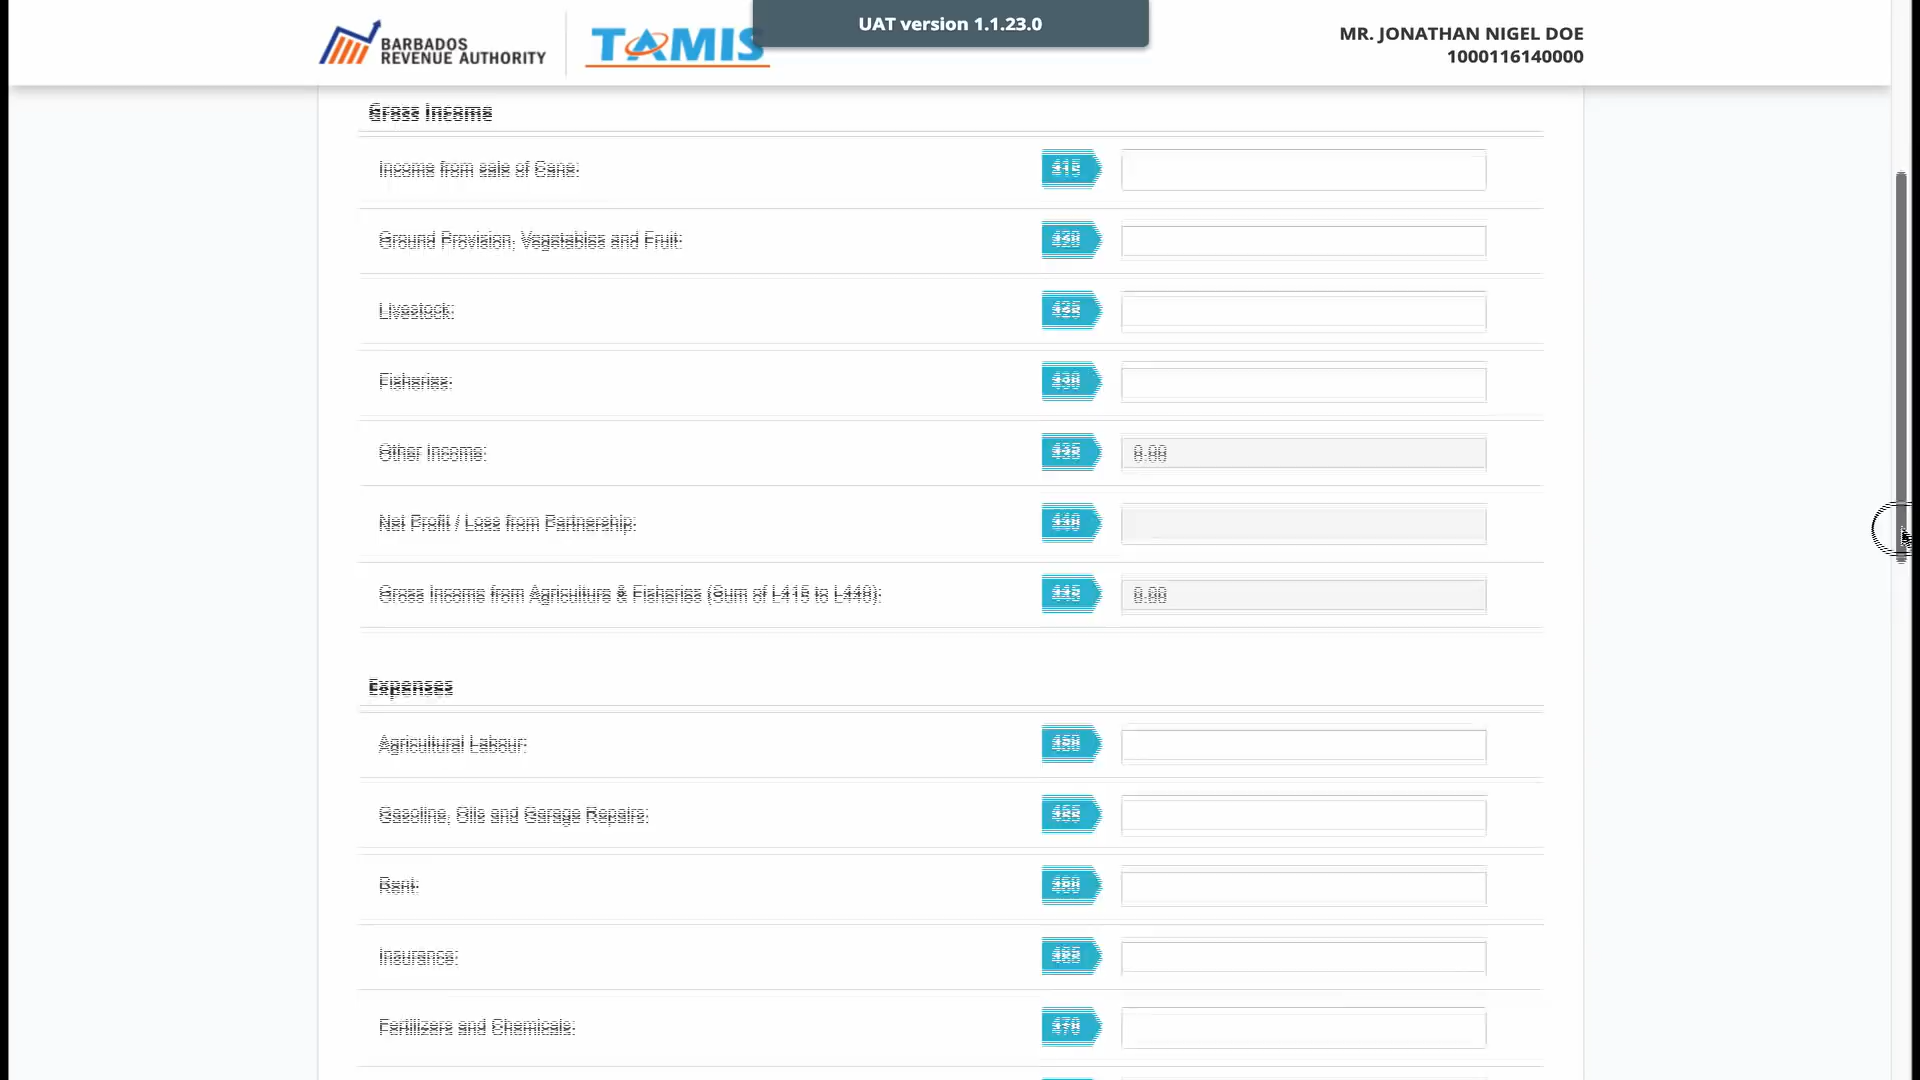 BARBADOS
REVENUE AUTHORITY
TAMIS
UAT version 1.1.23.0
MR. JONATHAN NIGEL DOE
1000116140000
Gross Income
Income from sale of Cane: 415
Ground Provision, Vegetables and Fruit: 420
Livestock: 425
Fisheries: 430
Other Income: 435 0.00
Net Profit / Loss from Partnership: 440
Gross Income from Agriculture & Fisheries (Sum of L415 to L440): 445 0.00
Expenses
Agricultural Labour: 450
Gasoline, Oils and Garage Repairs: 455
Rent: 460
Insurance: 465
Fertilizers and Chemicals: 470